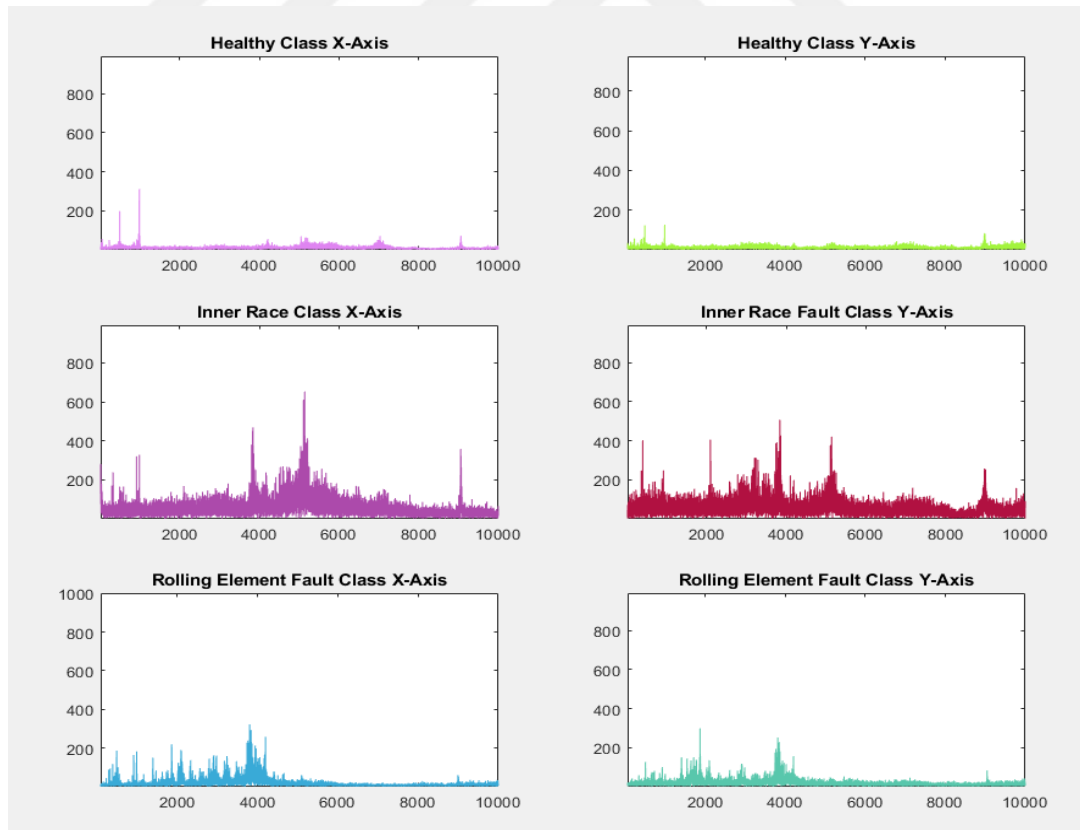 Healthy Class X-Axis
800
600
400
200
2000 4000 6000 8000 10000
Healthy Class Y-Axis
800
600
400
200
2000 4000 6000 8000 10000
Inner Race Class X-Axis
800
600
400
200
2000 4000 6000 8000 10000
Inner Race Fault Class Y-Axis
800
600
400
200
2000 4000 6000 8000 10000
Rolling Element Fault Class X-Axis
1000
800
600
400
200
2000 4000 6000 8000 10000
Rolling Element Fault Class Y-Axis
800
600
400
200
2000 4000 6000 8000 10000